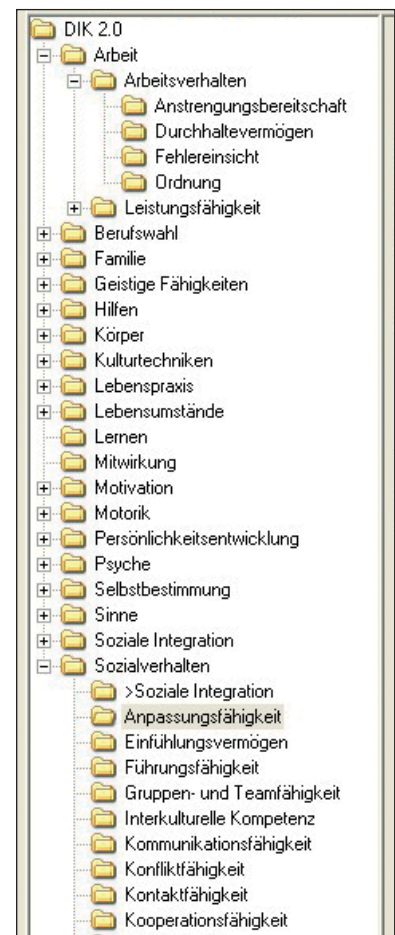 DIK 2.0
Arbeit
Arbeitsverhalten
Anstrengungsbereitschaft
Durchhaltevermögen
Fehlereinsicht
Ordnung
Leistungsfähigkeit
Berufswahl
Familie
Geistige Fähigkeiten
Hilfen
Körper
Kulturtechniken
Lebenspraxis
Lebensumstände
Lernen
Mitwirkung
Motivation
Motorik
Persönlichkeitsentwicklung
Psyche
Selbstbestimmung
Sinne
Soziale Integration
Sozialverhalten
>Soziale Integration
Anpassungsfähigkeit
Einfühlungsvermögen
Führungsfähigkeit
Gruppen- und Teamfähigkeit
Interkulturelle Kompetenz
Kommunikationsfähigkeit
Konfliktfähigkeit
Kontaktfähigkeit
Kooperationsfähigkeit